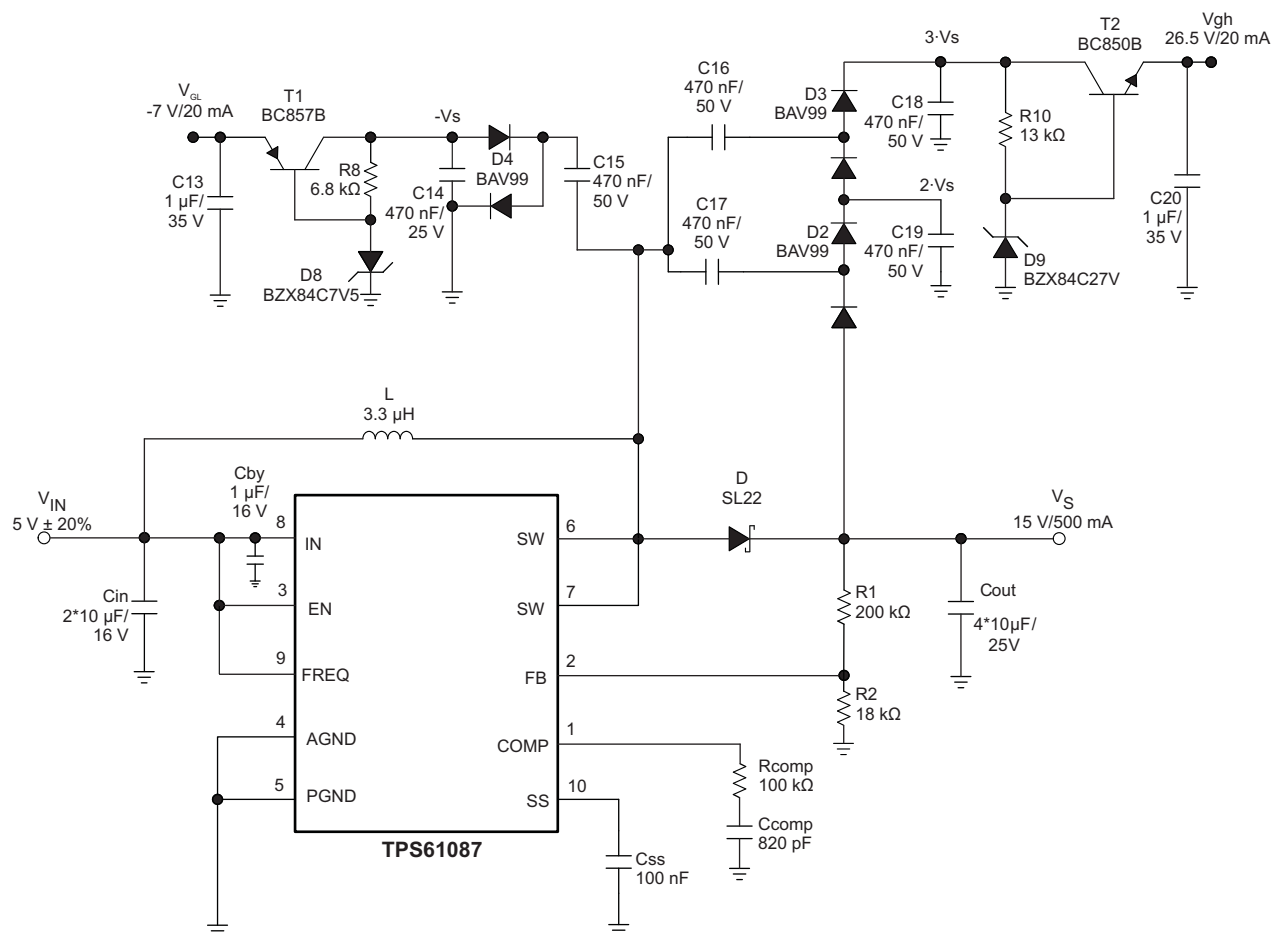 T2
BC850B
Vgh
26.5 V/20 mA
3·Vs
C16
470 nF/
50 V
D3
BAV99
C18
470 nF/
50 V
R10
13 kΩ
VGL
-7 V/20 mA
T1
BC857B
-Vs
C13
1 µF/
35 V
R8
6.8 kΩ
C14
470 nF/
25 V
D4
BAV99
C15
470 nF/
50 V
D8
BZX84C7V5
C17
470 nF/
50 V
2·Vs
D2
BAV99
C19
470 nF/
50 V
C20
1 µF/
35 V
D9
BZX84C27V
L
3.3 µH
Cby
1 µF/
16 V
VIN
5 V ± 20%
D
SL22
VS
15 V/500 mA
8
IN
6
SW
3
EN
7
SW
Cin
2*10 µF/
16 V
R1
200 kΩ
Cout
4*10µF/
25V
9
FREQ
2
FB
R2
18 kΩ
4
AGND
1
COMP
Rcomp
100 kΩ
5
PGND
10
SS
Ccomp
820 pF
TPS61087
Css
100 nF